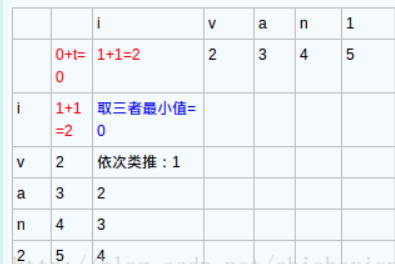 i v a n 1
0+t= 1+1=2 2 3 4 5
0
i 1+1 取三者最小值=
=2 0
v 2 依次类推：1
a 3 2
n 4 3
2 5 4